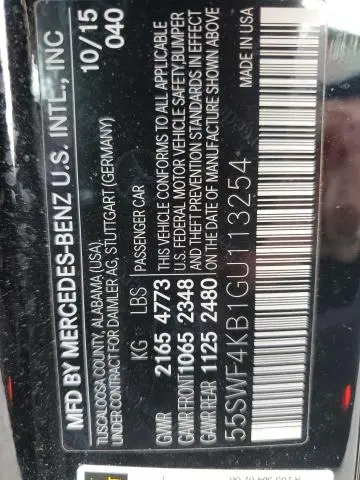 MFD BY MERCEDES-BENZ U.S. INTL., INC
TUSCALOOSA COUNTY, ALABAMA (USA)
UNDER CONTRACT FOR DAIMLER AG, STUTTGART (GERMANY)
10/15
040
KG LBS PASSENGER CAR
GWR 2165 4773
GAWR FRONT 1065 2348
GAWR REAR 1125 2480
THIS VEHICLE CONFORMS TO ALL APPLICABLE
U.S. FEDERAL MOTOR VEHICLE SAFETY/BUMPER
AND THEFT PREVENTION STANDARDS IN EFFECT ON
THE DATE OF MANUFACTURE SHOWN ABOVE.
55SWF4KB1GU113254
USA